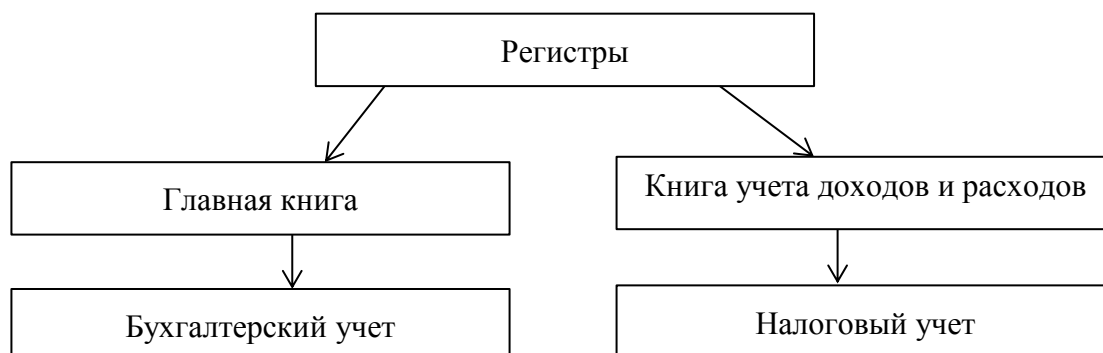 Регистры
Главная книга
Книга учета доходов и расходов
Бухгалтерский учет
Налоговый учет